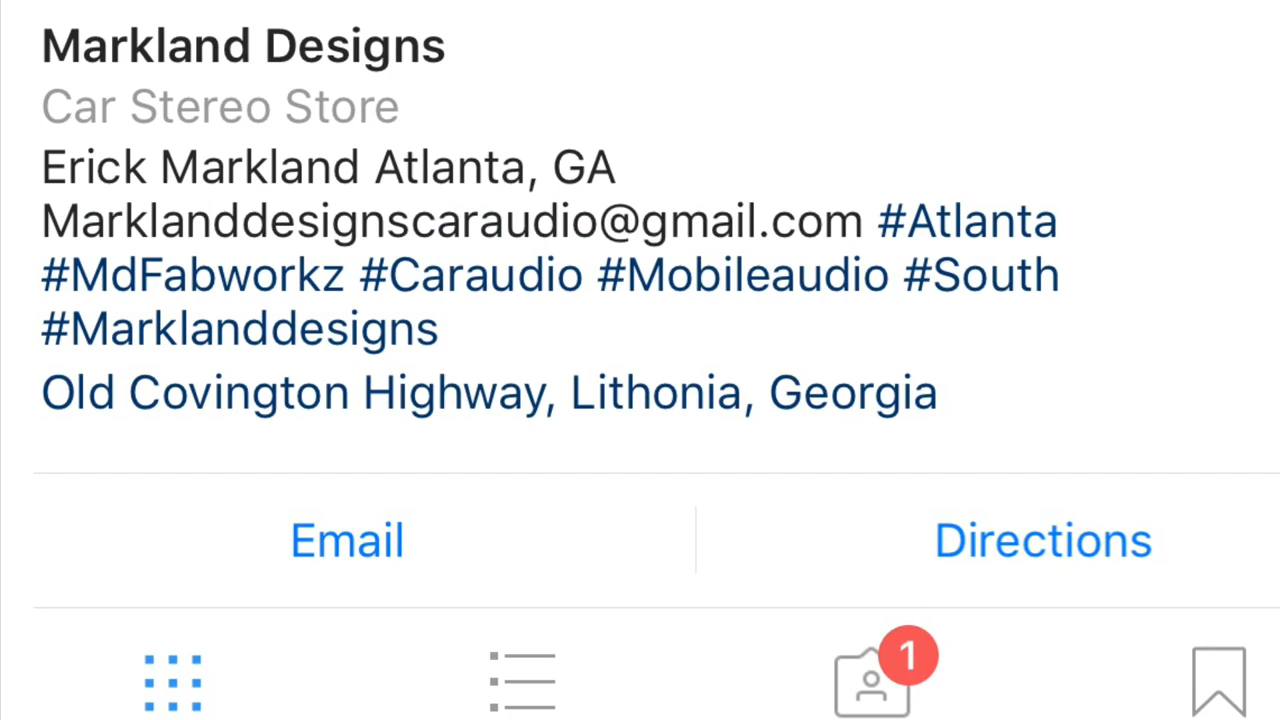 Markland Designs
Car Stereo Store
Erick Markland Atlanta, GA
Marklanddesignscaraudio@gmail.com #Atlanta
#MdFabworkz #Caraudio #Mobileaudio #South
#Marklanddesigns
Old Covington Highway, Lithonia, Georgia
Email
Directions
1